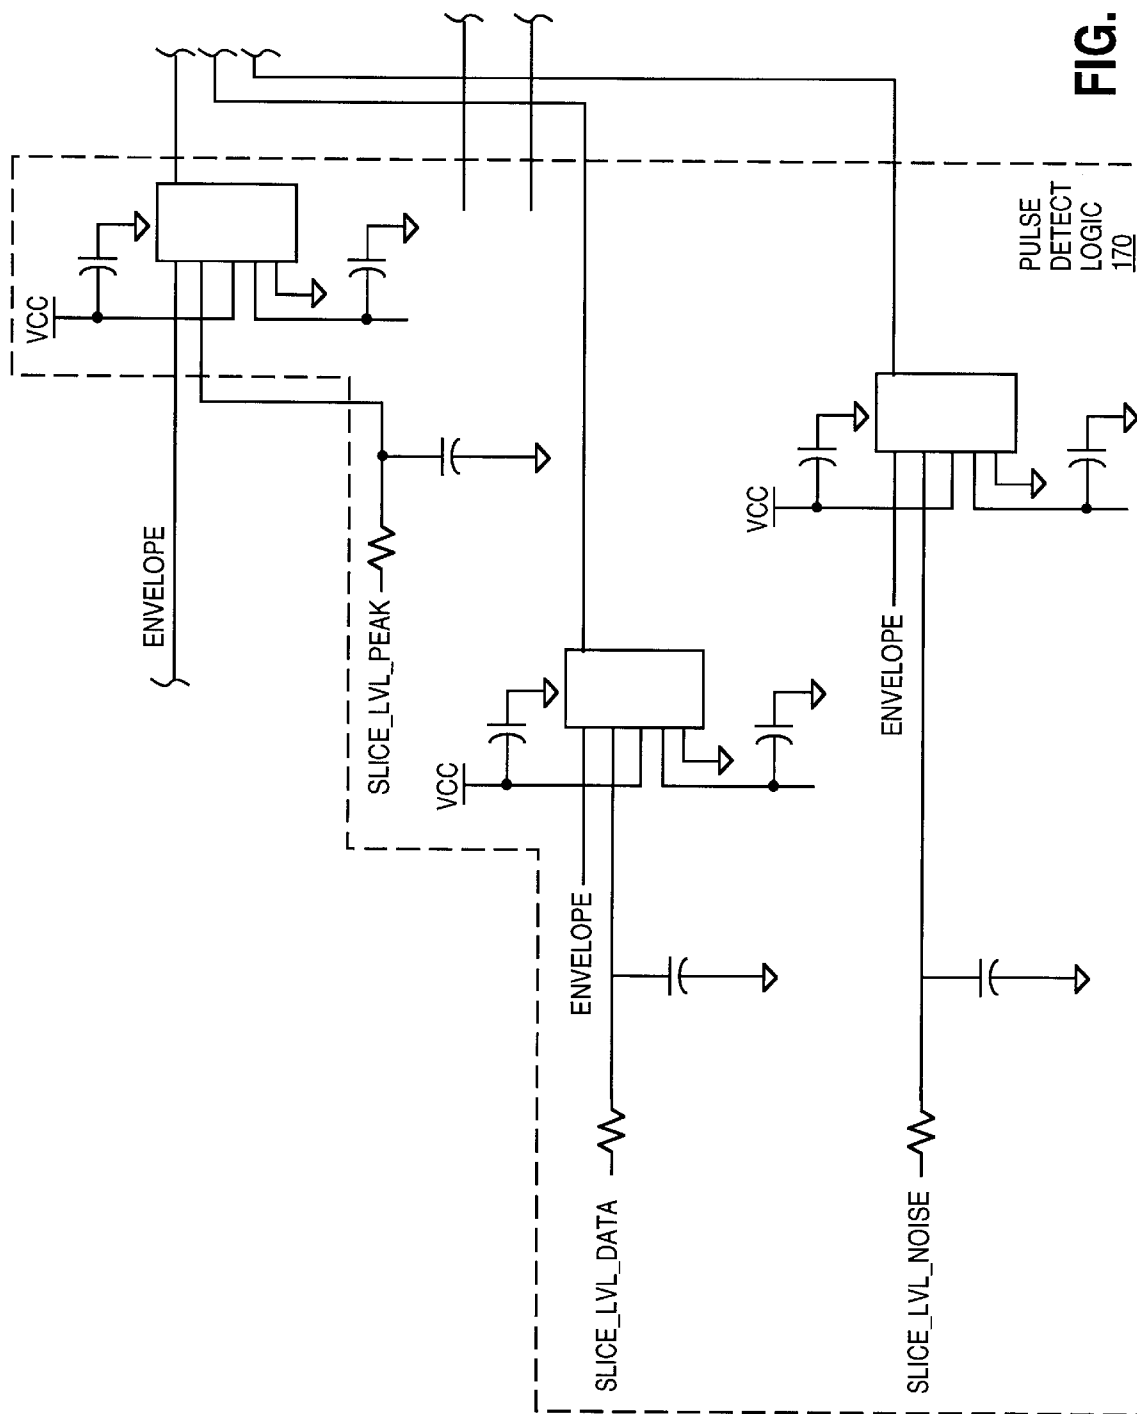 FIG.
VCC
ENVELOPE
SLICE_LVL_PEAK
VCC
ENVELOPE
SLICE_LVL_DATA
VCC
ENVELOPE
SLICE_LVL_NOISE
PULSE
DETECT
LOGIC
170